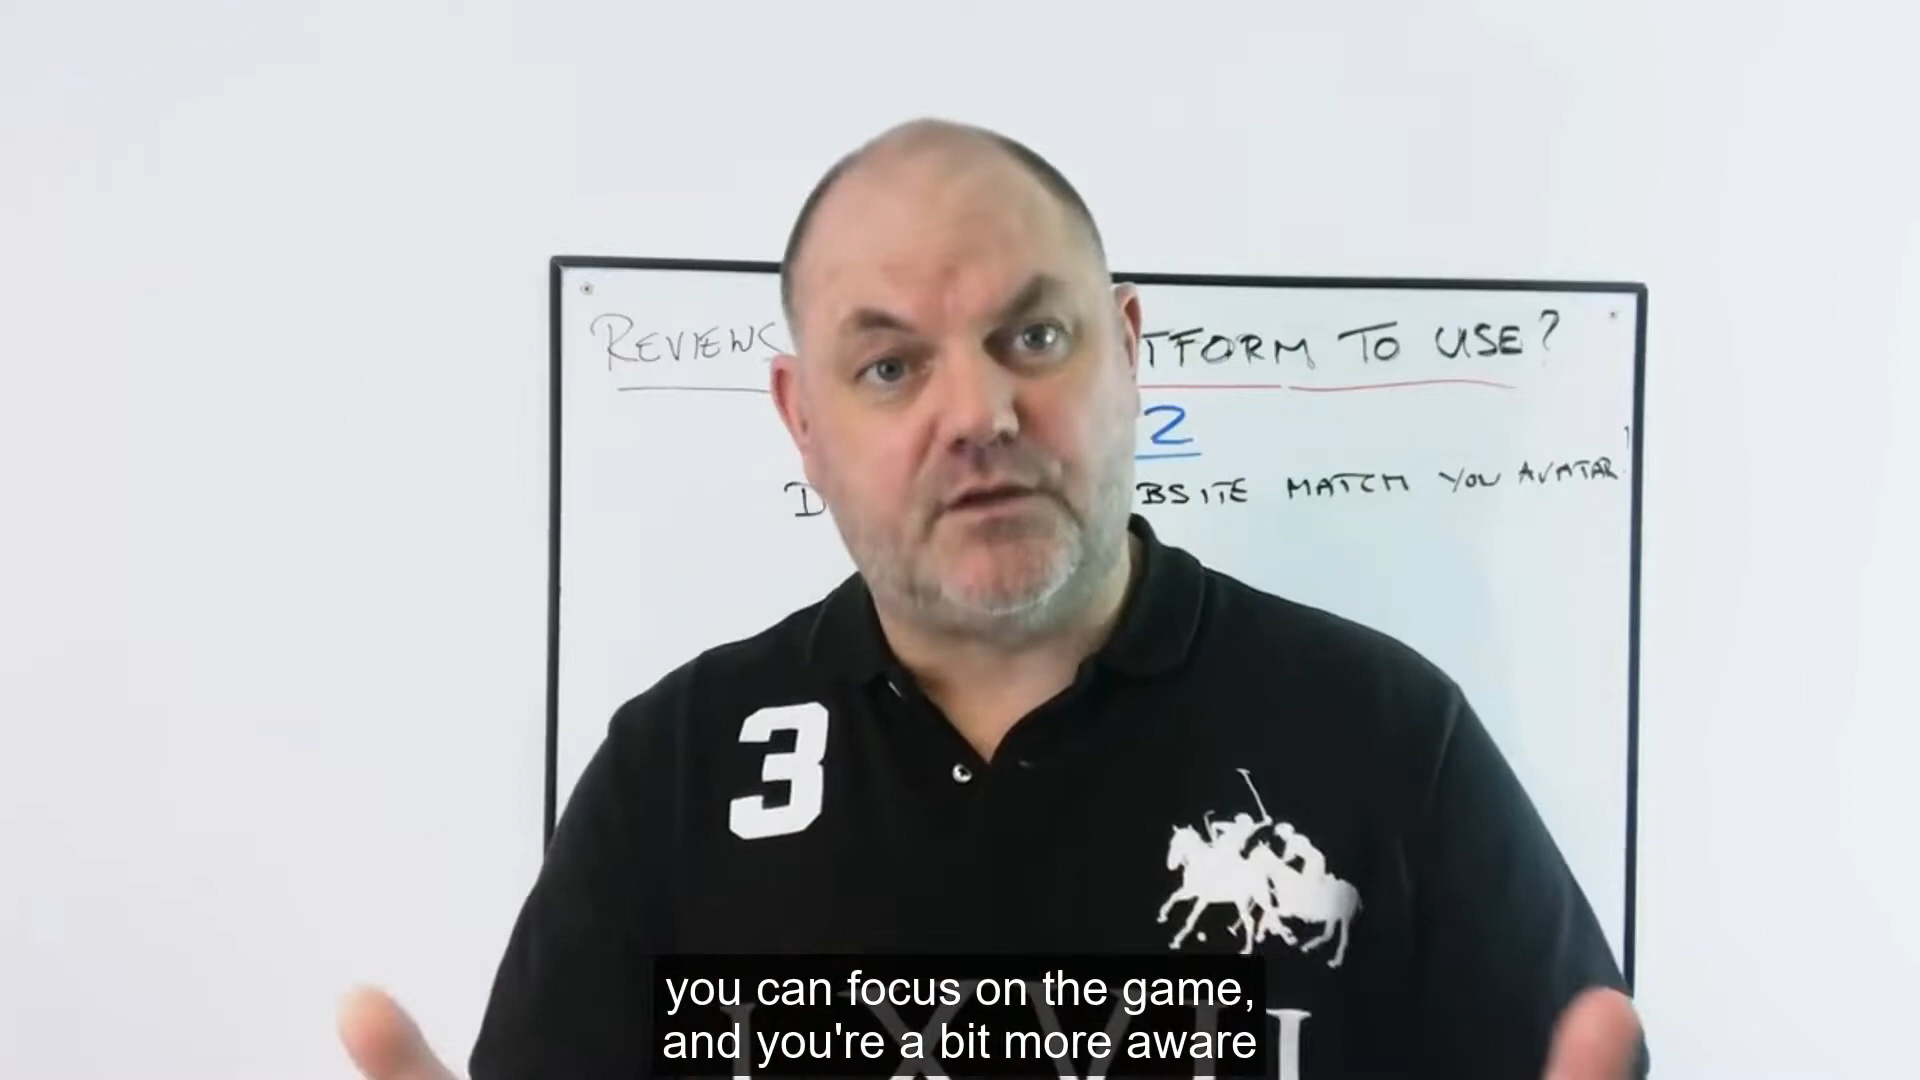 REVIEWS TFORM TO USE?
2
D BSITE MATCH YOU AVATAR!
3
you can focus on the game,
and you're a bit more aware